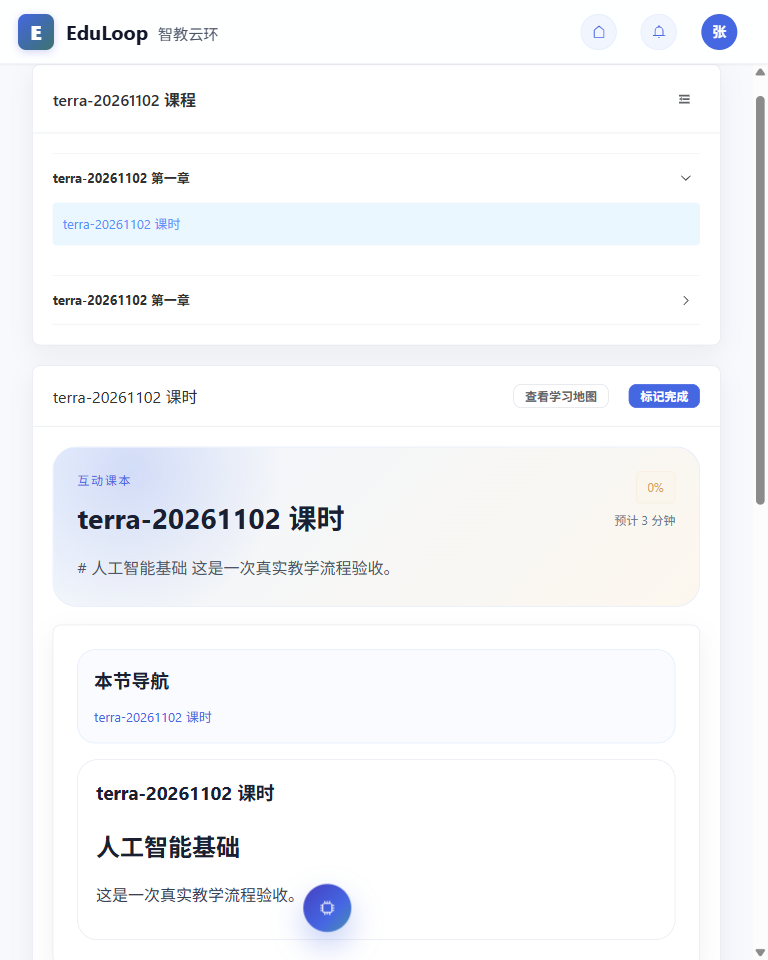 E EduLoop 智教云环 张
terra-20261102 课程
terra-20261102 第一章
terra-20261102 课时
terra-20261102 第一章
terra-20261102 课时 查看学习地图 标记完成
互动课本
0%
terra-20261102 课时
预计 3 分钟
# 人工智能基础 这是一次真实教学流程验收。
本节导航
terra-20261102 课时
terra-20261102 课时
人工智能基础
这是一次真实教学流程验收。